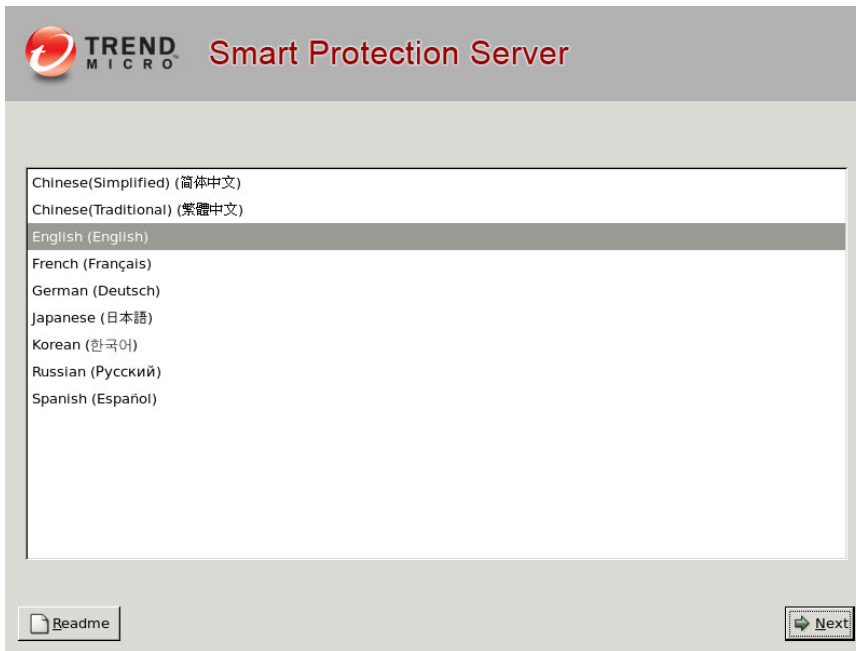 TREND MICRO™ Smart Protection Server
Chinese(Simplified) (简体中文)
Chinese(Traditional) (繁體中文)
English (English)
French (Français)
German (Deutsch)
Japanese (日本語)
Korean (한국어)
Russian (Русский)
Spanish (Español)
Readme
Next